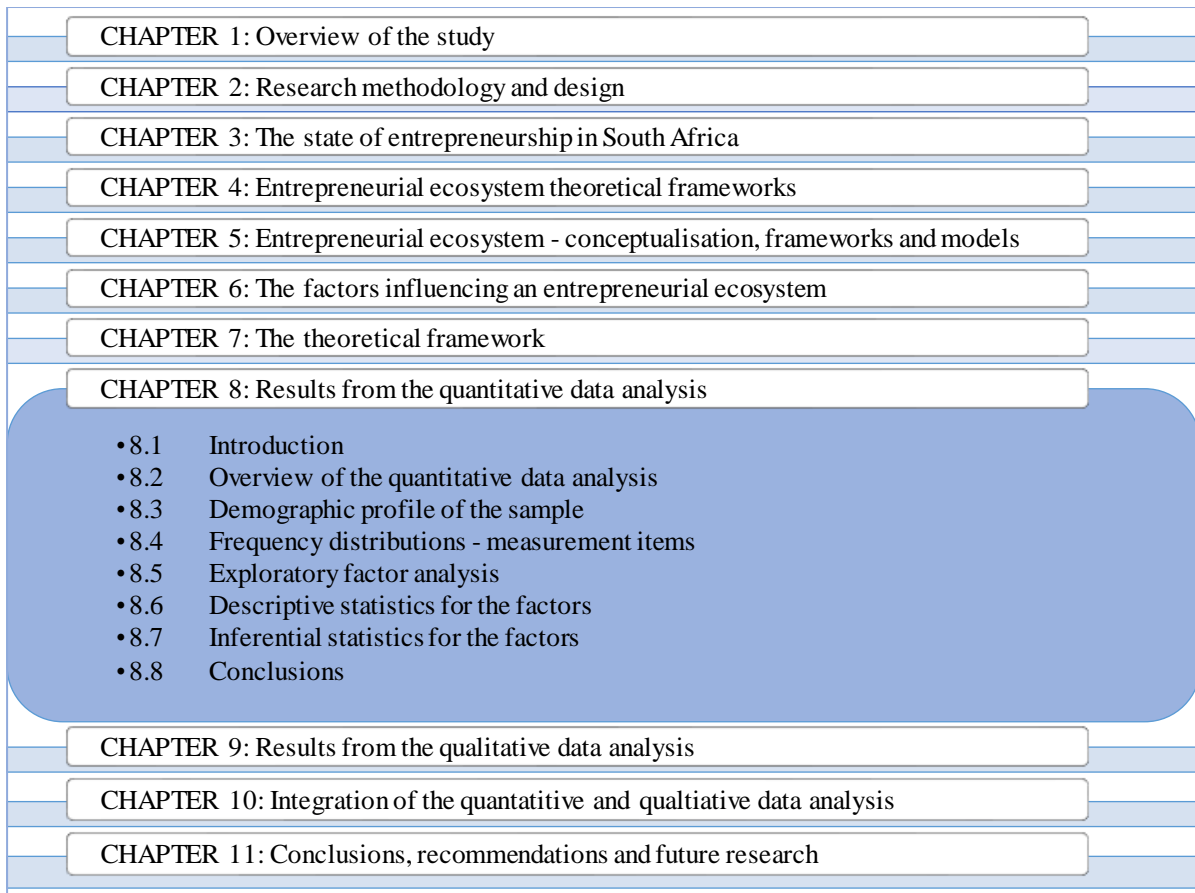 CHAPTER 1: Overview of the study
CHAPTER 2: Research methodology and design
CHAPTER 3: The state of entrepreneurship in South Africa
CHAPTER 4: Entrepreneurial ecosystem theoretical frameworks
CHAPTER 5: Entrepreneurial ecosystem - conceptualisation, frameworks and models
CHAPTER 6: The factors influencing an entrepreneurial ecosystem
CHAPTER 7: The theoretical framework
CHAPTER 8: Results from the quantitative data analysis
•8.1 Introduction
•8.2 Overview of the quantitative data analysis
•8.3 Demographic profile of the sample
•8.4 Frequency distributions - measurement items
•8.5 Exploratory factor analysis
•8.6 Descriptive statistics for the factors
•8.7 Inferential statistics for the factors
•8.8 Conclusions
CHAPTER 9: Results from the qualitative data analysis
CHAPTER 10: Integration of the quantatitive and qualtiative data analysis
CHAPTER 11: Conclusions, recommendations and future research